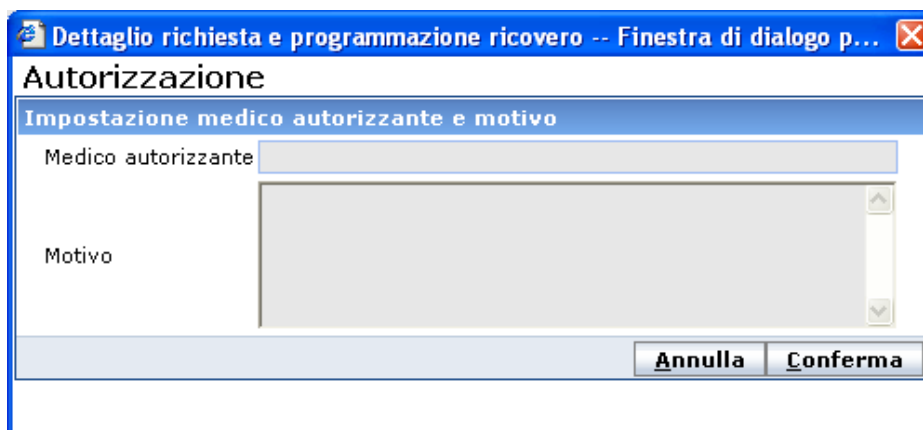 Dettaglio richiesta e programmazione ricovero -- Finestra di dialogo p...
Autorizzazione
Impostazione medico autorizzante e motivo
Medico autorizzante
Motivo
Annulla Conferma